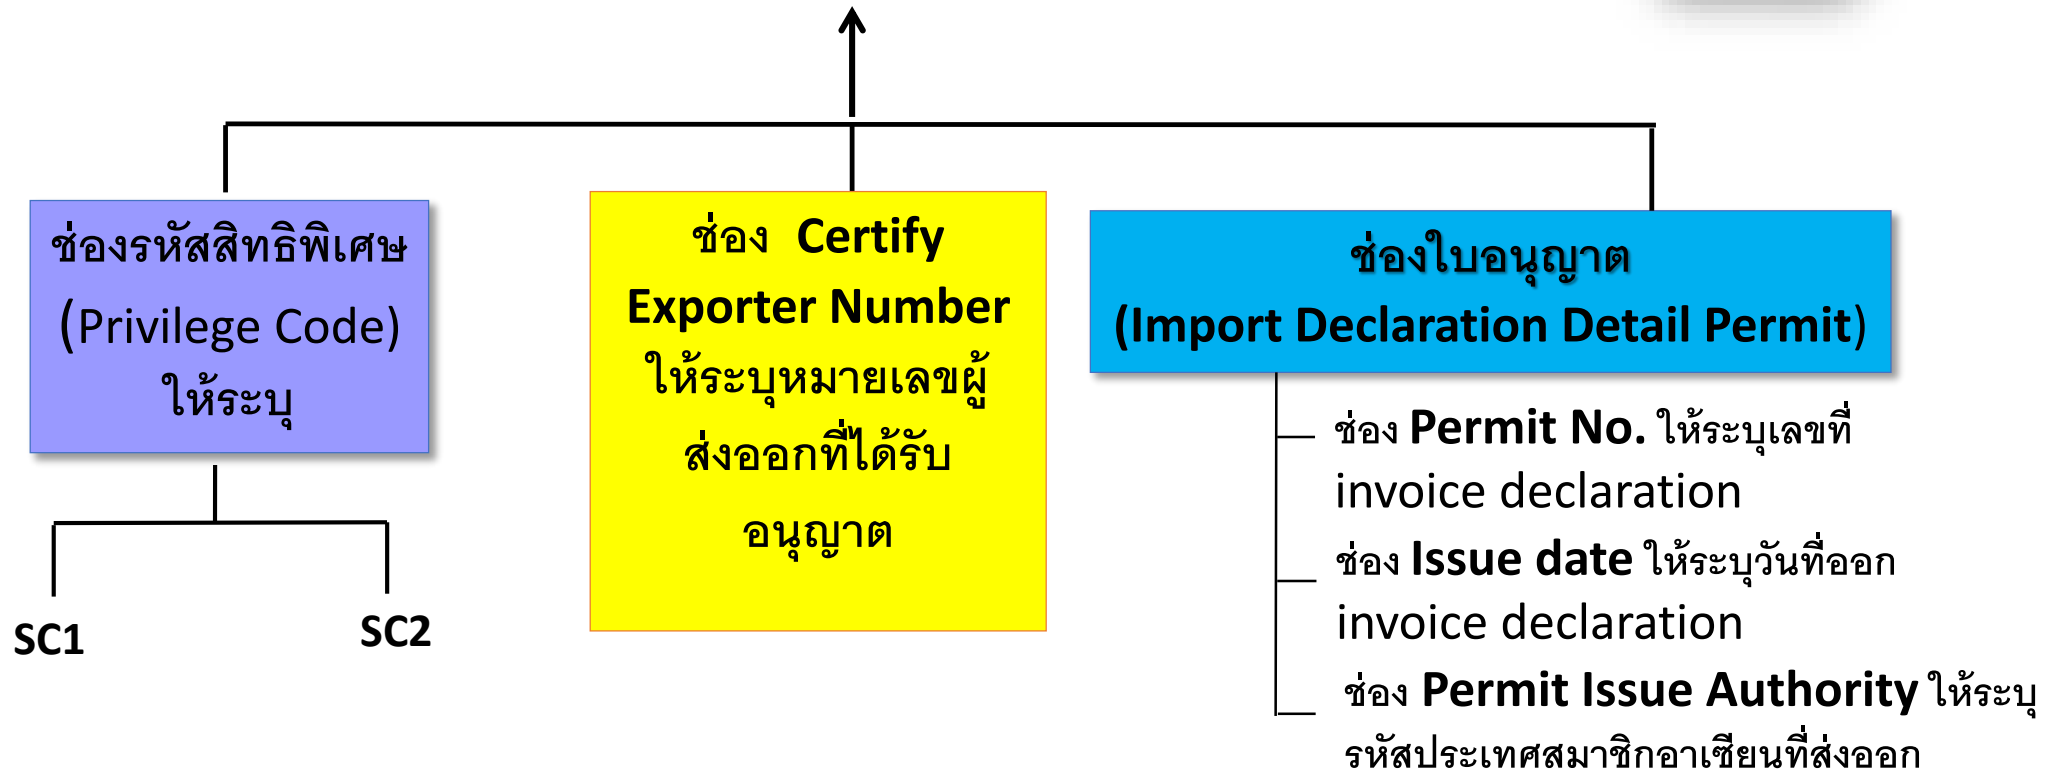 ช่องรหัสสิทธิพิเศษ
(Privilege Code)
ให้ระบุ
SC1
SC2
ช่อง Certify
Exporter Number
ให้ระบุหมายเลขผู้
ส่งออกที่ได้รับ
อนุญาต
ช่องใบอนุญาต
(Import Declaration Detail Permit)
ช่อง Permit No. ให้ระบุเลขที่
invoice declaration
ช่อง Issue date ให้ระบุวันที่ออก
invoice declaration
ช่อง Permit Issue Authority ให้ระบุ
รหัสประเทศสมาชิกอาเซียนที่ส่งออก